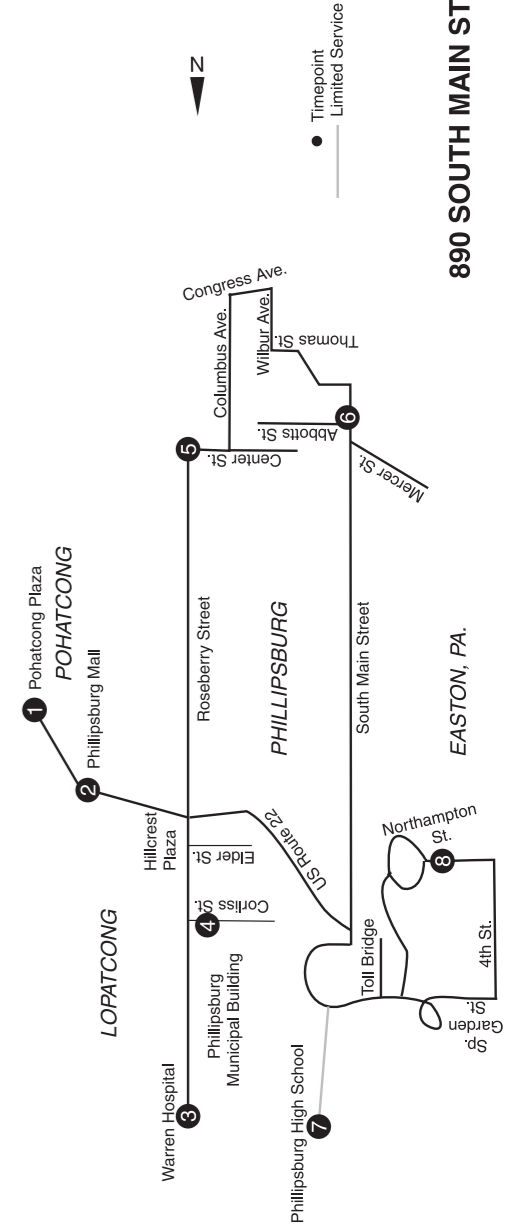 890 SOUTH MAIN ST
N
Timepoint
Limited Service
1
Pohatcong Plaza
POHATCONG
2
Phillipsburg Mall
LOPATCONG
Hillcrest
Plaza
3
Warren Hospital
4
Phillipsburg
Municipal Building
Corliss St.
Elder St.
Roseberry Street
5
Center St.
Columbus Ave.
Congress Ave.
Wilbur Ave.
Thomas St.
Abbotts St.
6
Mercer St.
PHILLIPSBURG
US Route 22
South Main Street
7
Phillipsburg High School
Toll Bridge
Northampton
St.
8
4th St.
Sp.
Garden
St.
EASTON, PA.